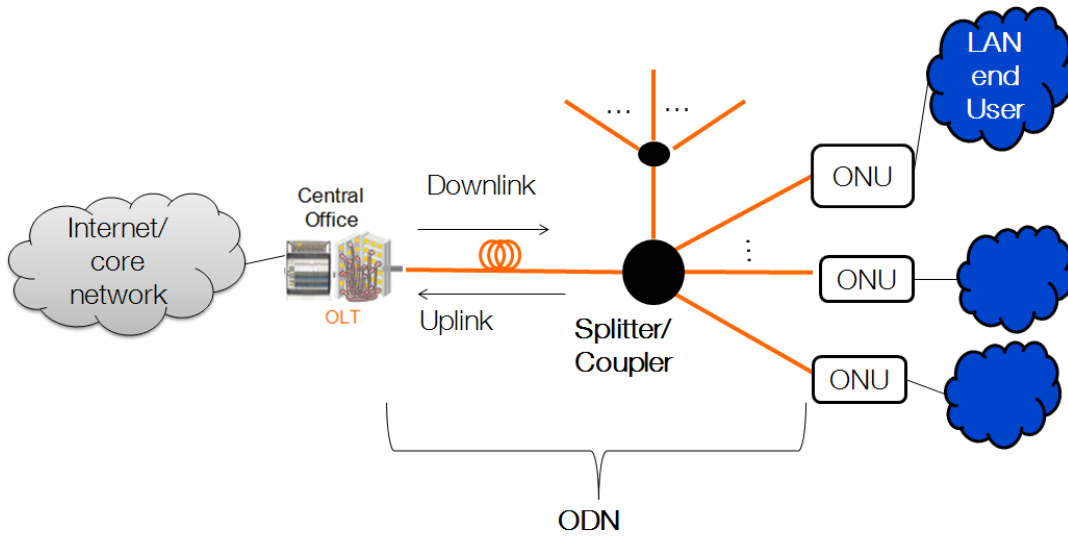 LAN
end
User
... ...
ONU
Downlink
Central
Office
Internet/
core
network
...
ONU
OLT
Uplink
Splitter/
Coupler
ONU
ODN